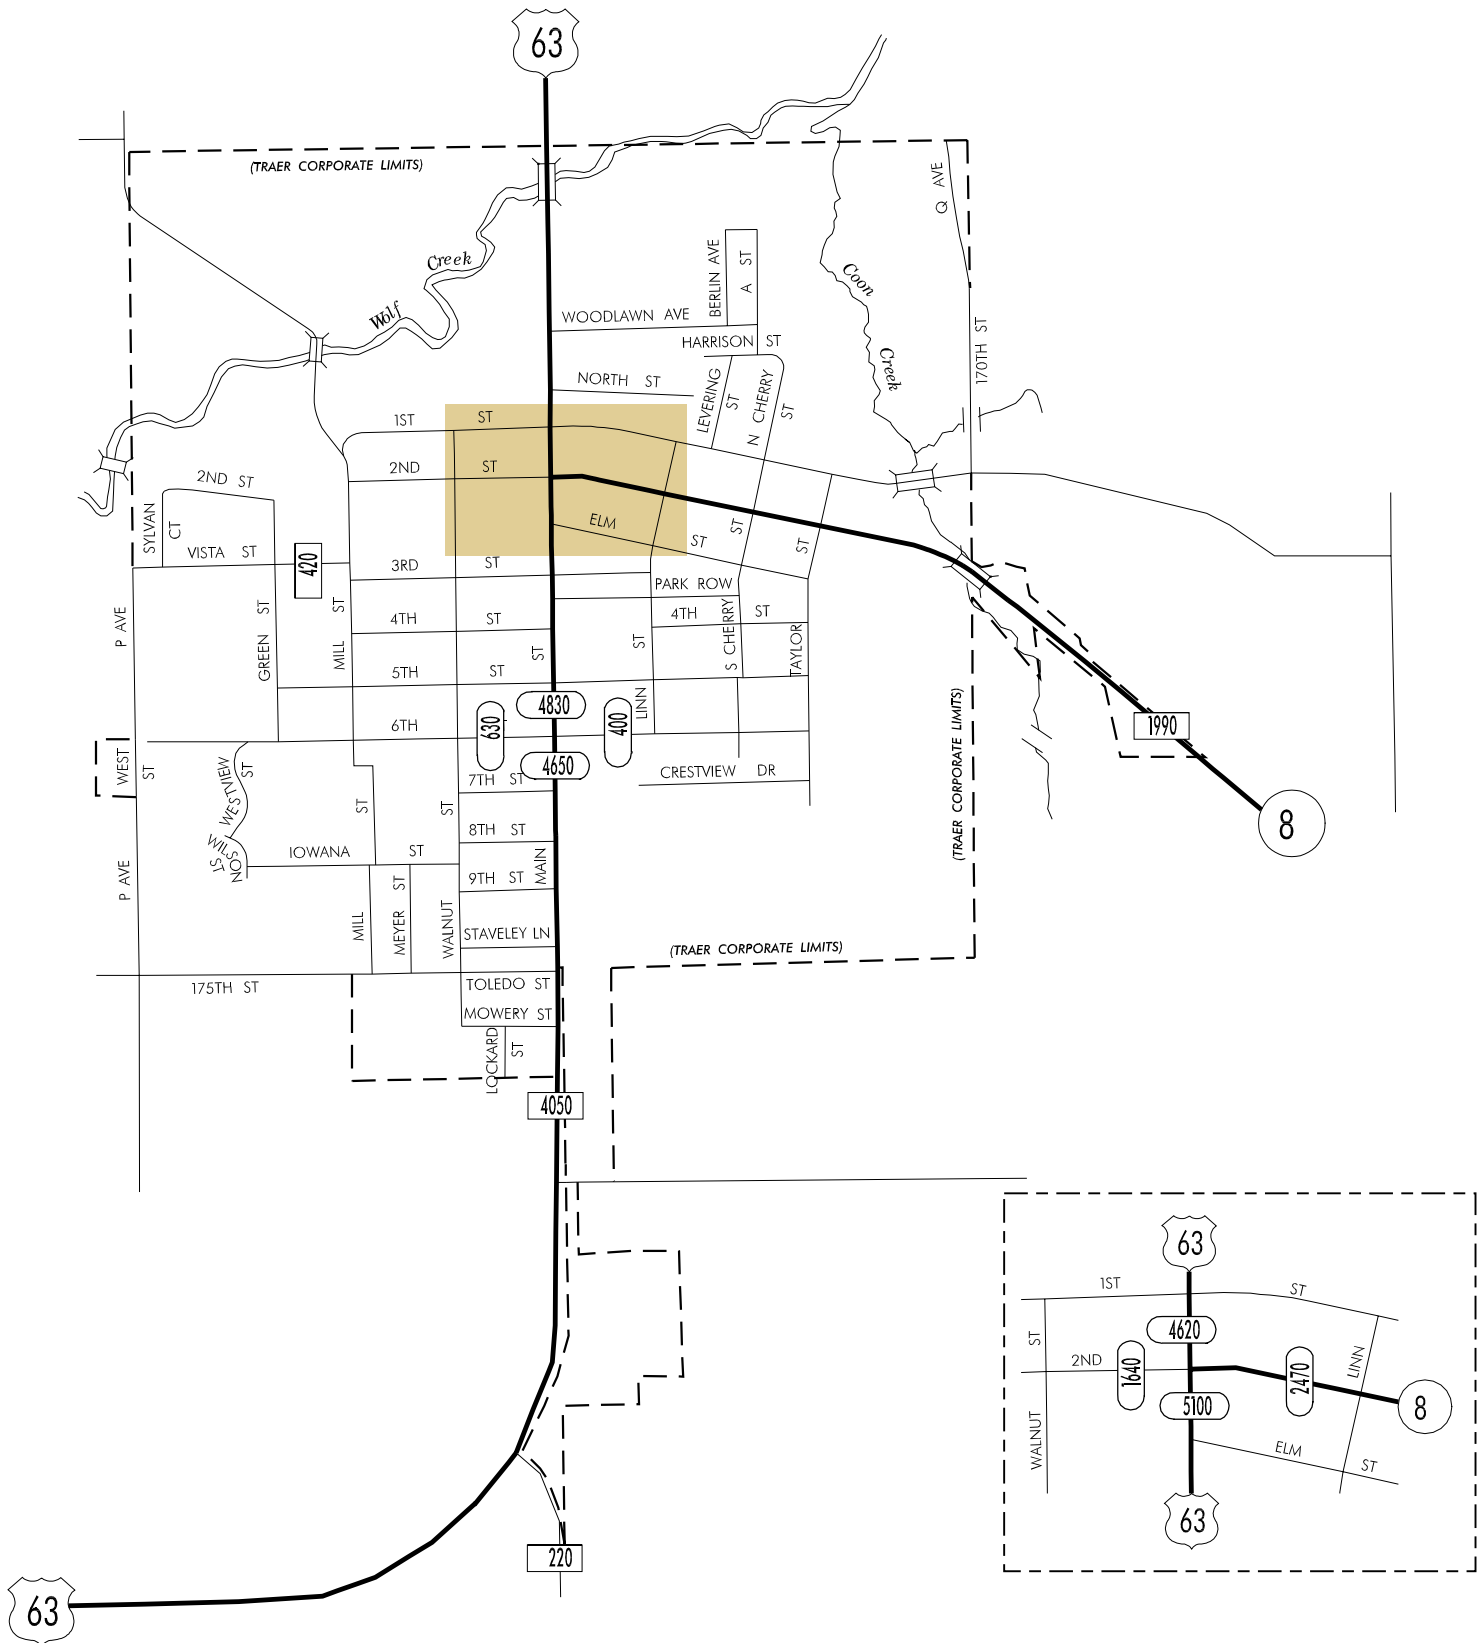 63
(TRAER CORPORATE LIMITS)
Q AVE
Creek
Wolf
Coon
Creek
BERLIN AVE
A ST
WOODLAWN AVE
HARRISON ST
170TH ST
NORTH ST
LEVERING ST
N CHERRY ST
1ST ST
2ND ST
2ND ST
SYLVAN CT
ELM ST
ST
ST
VISTA ST
420
3RD ST
PARK ROW
P AVE
GREEN ST
MILL ST
4TH ST
4TH ST
ST
LINN ST
S CHERRY
TAYLOR
5TH ST
4830
630
400
6TH
1990
(TRAER CORPORATE LIMITS)
WEST ST
WESTVIEW ST
4650
7TH ST
CRESTVIEW DR
ST
ST
8TH ST
8
WILSON ST
IOWANA ST
P AVE
MAIN
9TH ST
MILL
MEYER ST
WALNUT
STAVELEY LN
(TRAER CORPORATE LIMITS)
175TH ST
TOLEDO ST
MOWERY ST
LOCKARD ST
4050
63
1ST ST
4620
ST
2ND
1640
2470
LINN
5100
8
WALNUT
ELM ST
63
220
63